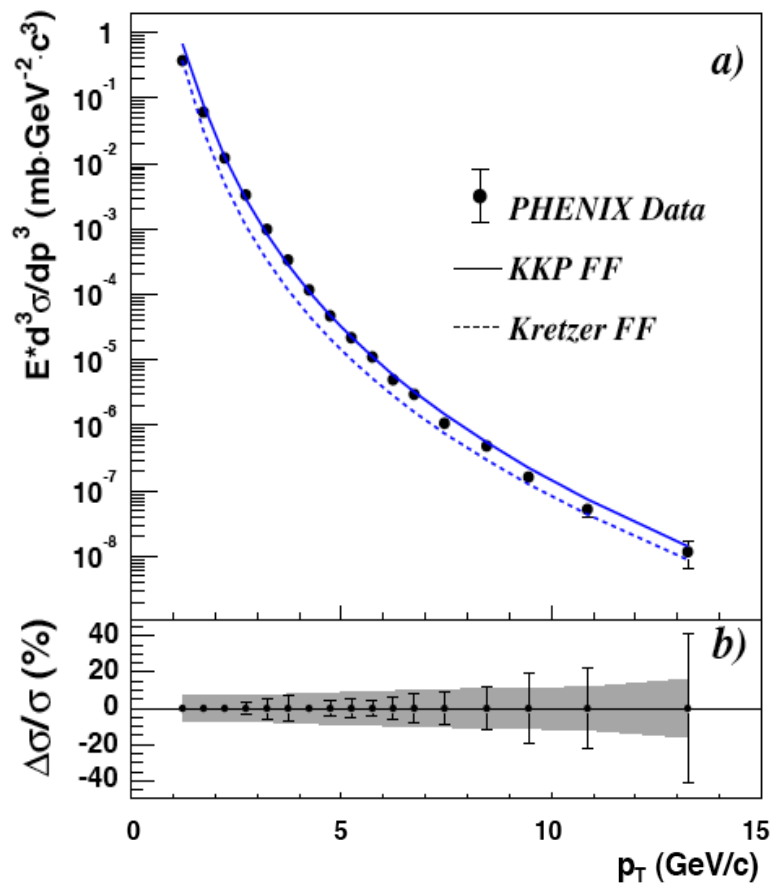 E*d³σ/dp³ (mb·GeV⁻²·c³)
1
10⁻¹
10⁻²
10⁻³
10⁻⁴
10⁻⁵
10⁻⁶
10⁻⁷
10⁻⁸
a)
PHENIX Data
KKP FF
Kretzer FF
Δσ/σ (%)
40
20
0
-20
-40
b)
0 5 10 15
p_T (GeV/c)